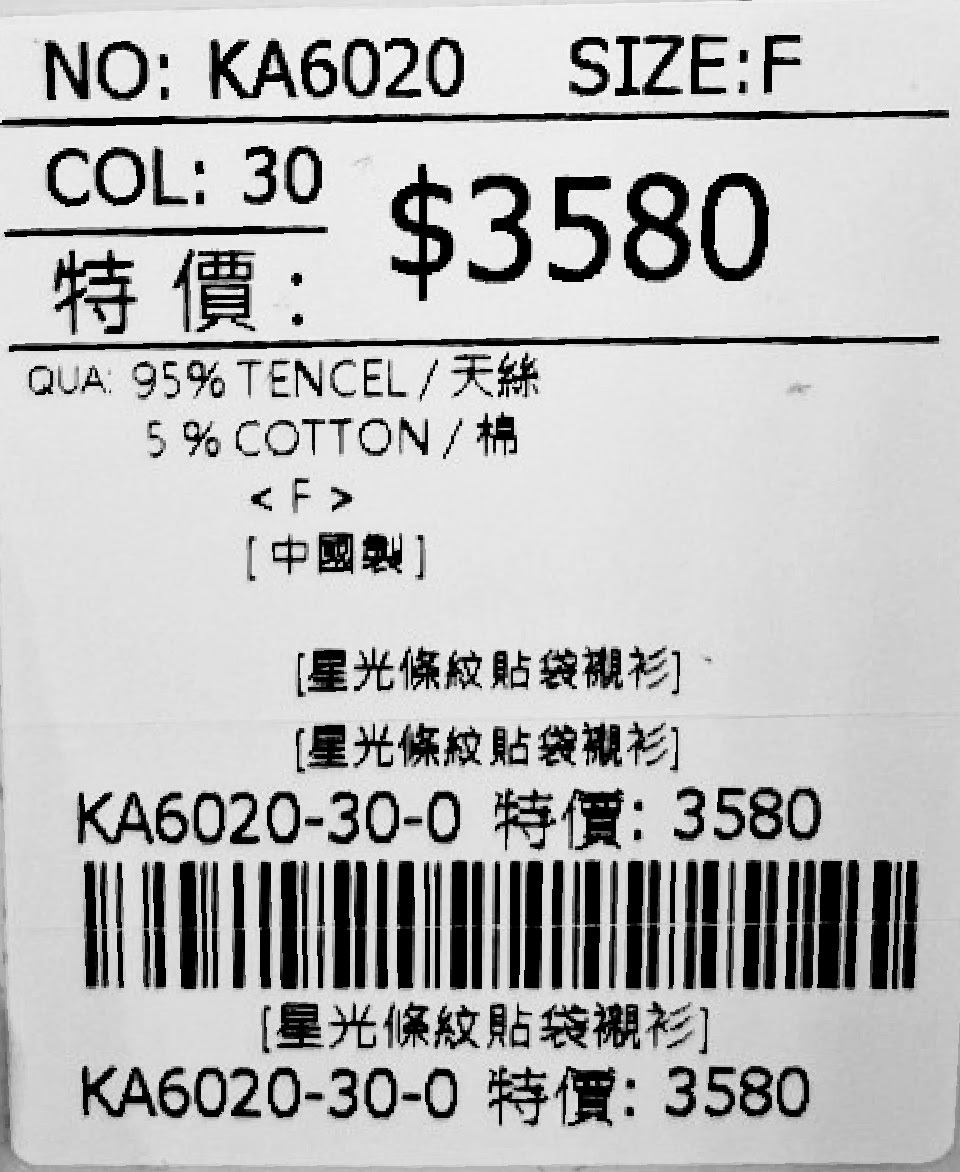 NO: KA6020 SIZE:F
COL: 30
$3580
特價:
QUA: 95% TENCEL / 天絲
5 % COTTON / 棉
< F >
[中國製]
[星光條紋貼袋襯衫]
[星光條紋貼袋襯衫]
KA6020-30-0 特價: 3580
[星光條紋貼袋襯衫]
KA6020-30-0 特價: 3580